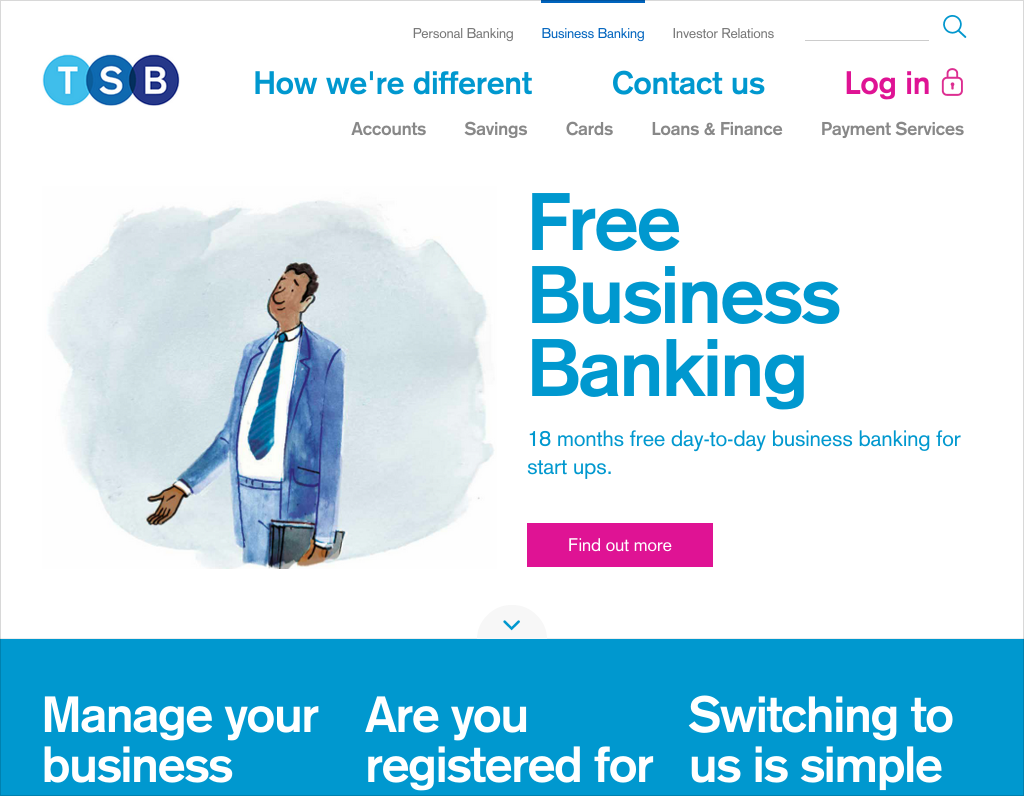 Personal Banking Business Banking Investor Relations
TSB
How we're different Contact us Log in
Accounts Savings Cards Loans & Finance Payment Services
Free
Business
Banking
18 months free day-to-day business banking for
start ups.
Find out more
Manage your
business
Are you
registered for
Switching to
us is simple